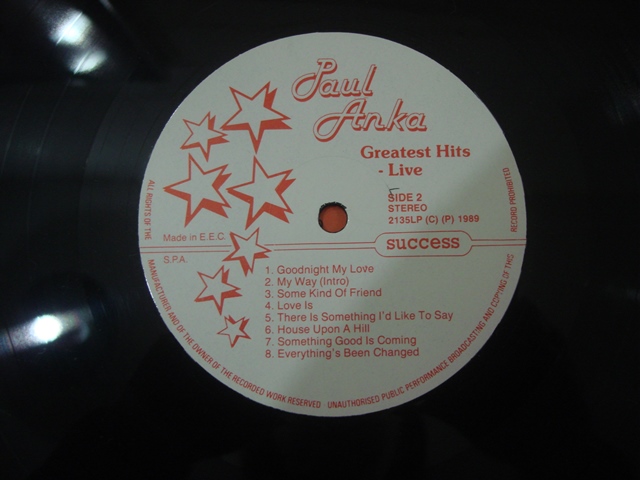 Paul
Anka
Greatest Hits
- Live
SIDE 2
STEREO
2135LP (C) (P) 1989
Made in E.E.C.
success
S.P.A.
1. Goodnight My Love
2. My Way (Intro)
3. Some Kind Of Friend
4. Love Is
5. There Is Something I'd Like To Say
6. House Upon A Hill
7. Something Good Is Coming
8. Everything's Been Changed
ALL RIGHTS OF THE MANUFACTURER AND OF THE OWNER OF THE RECORDED WORK RESERVED UNAUTHORISED PUBLIC PERFORMANCE BROADCASTING AND COPYING OF THIS RECORD PROHIBITED